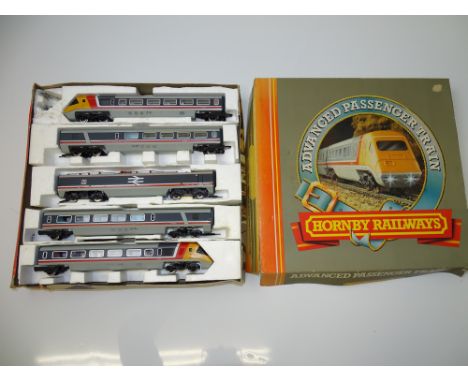 ADVANCED PASSENGER TRAIN
HORNBY RAILWAYS
ADVANCED PASSENGER TRAIN